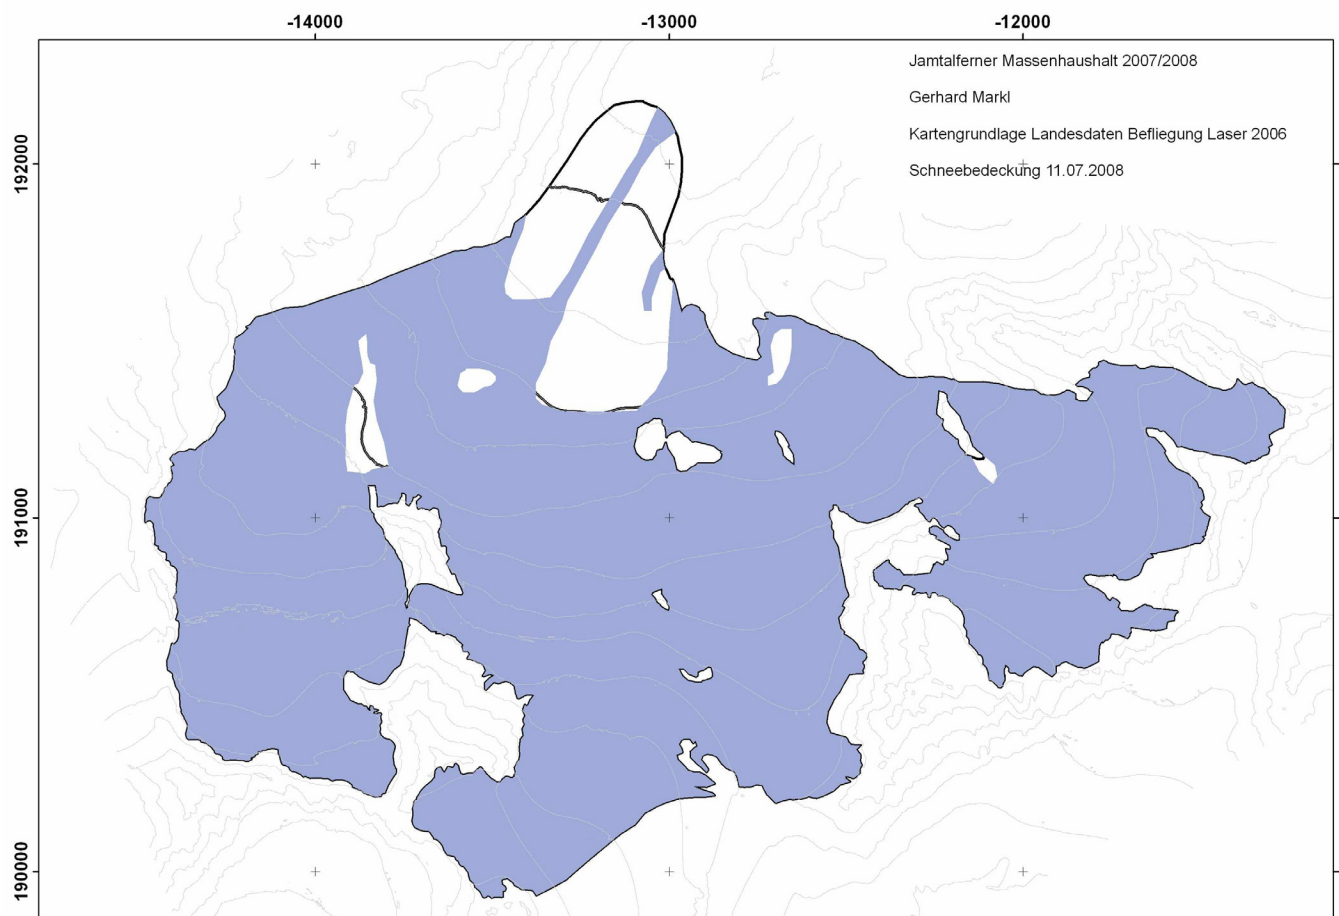 -14000 -13000 -12000
Jamtalferner Massenhaushalt 2007/2008
Gerhard Markl
Kartengrundlage Landesdaten Befliegung Laser 2006
Schneebedeckung 11.07.2008
192000
191000
190000